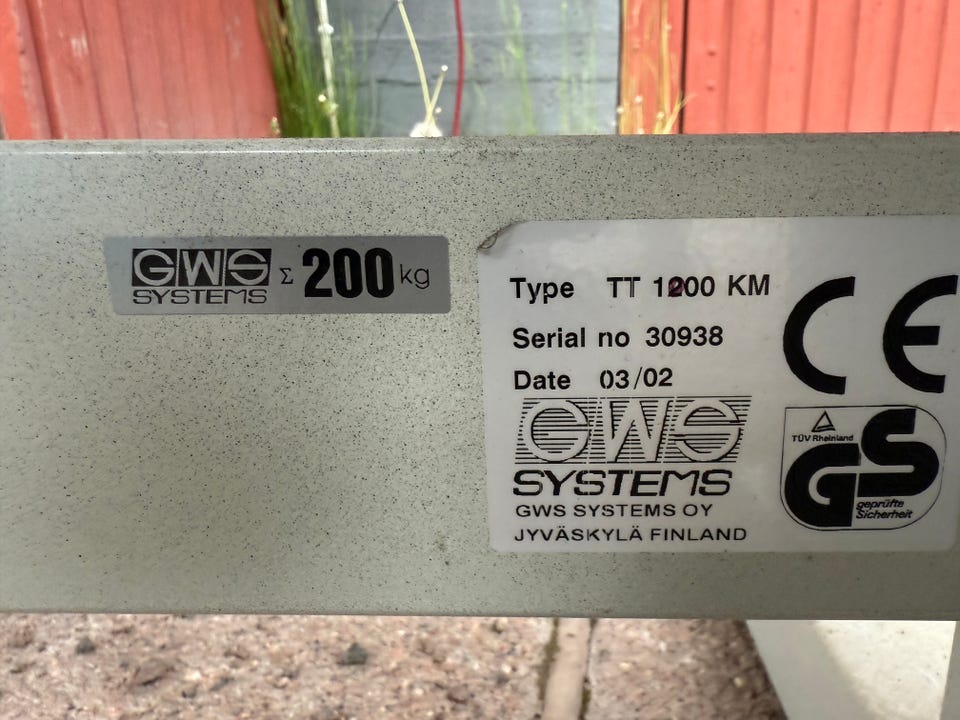 GWS SYSTEMS Σ 200 kg
Type TT 1200 KM
Serial no 30938
Date 03/02
GWS
SYSTEMS
GWS SYSTEMS OY
JYVÄSKYLÄ FINLAND
CE
TÜV Rheinland
GS
geprüfte
Sicherheit